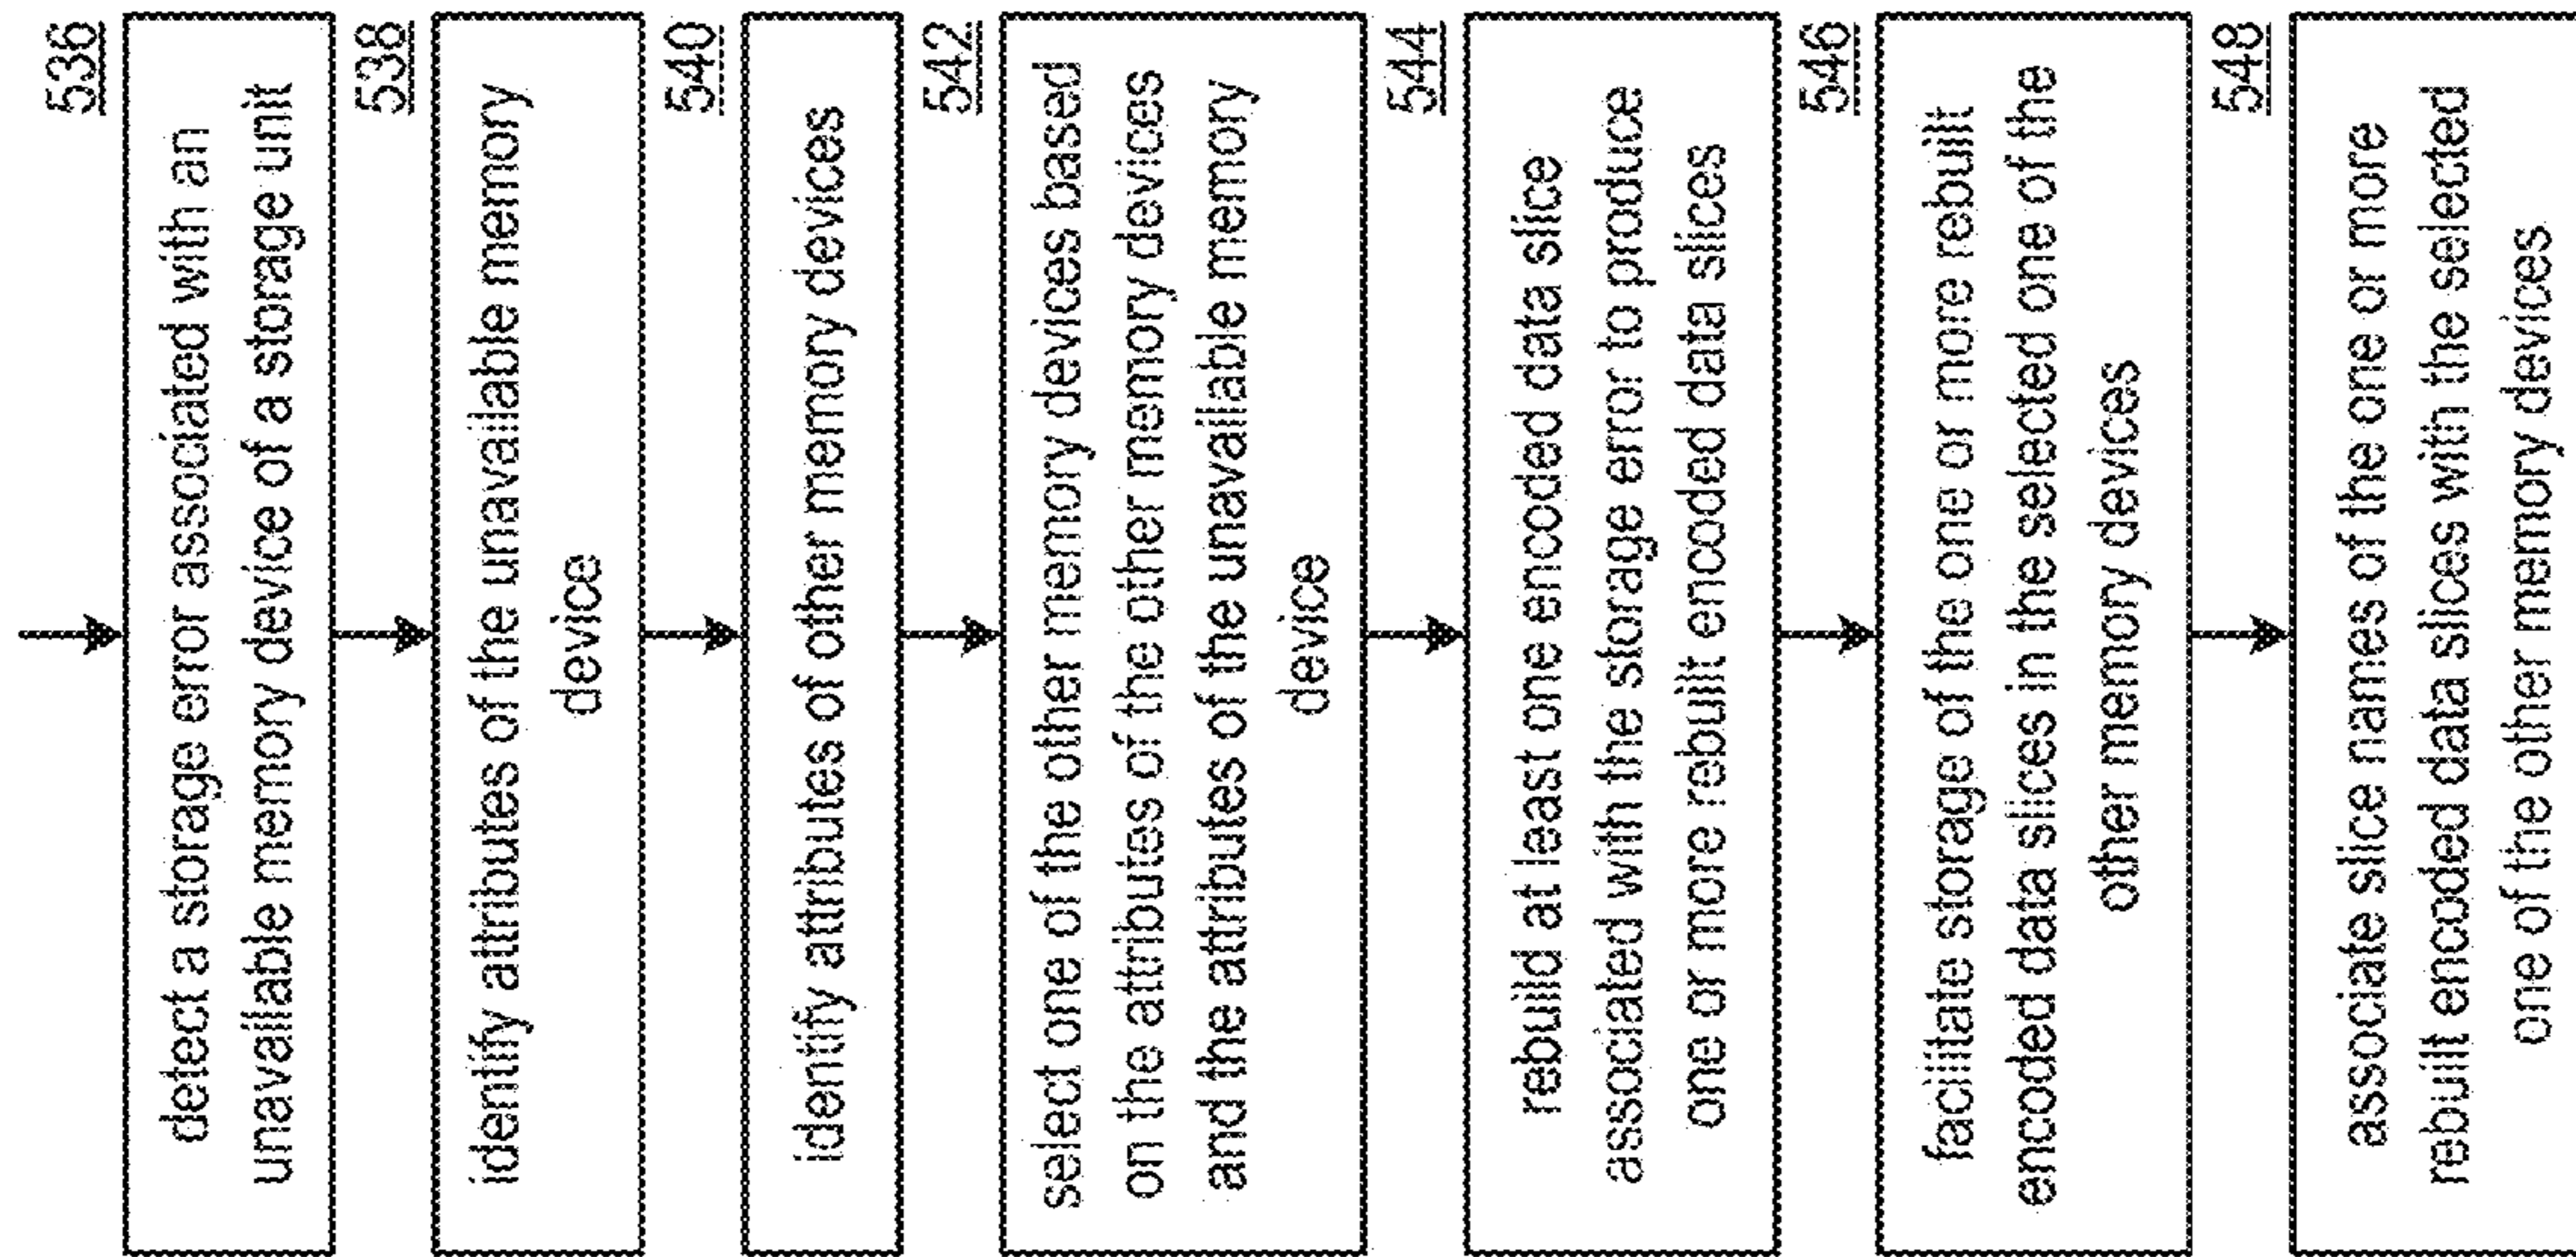 536
detect a storage error associated with an
unavailable memory device of a storage unit
538
identify attributes of the unavailable memory
device
540
identify attributes of other memory devices
542
select one of the other memory devices based
on the attributes of the other memory devices
and the attributes of the unavailable memory
device
544
rebuild at least one encoded data slice
associated with the storage error to produce
one or more rebuilt encoded data slices
546
facilitate storage of the one or more rebuilt
encoded data slices in the selected one of the
other memory devices
548
associate slice names of the one or more
rebuilt encoded data slices with the selected
one of the other memory devices